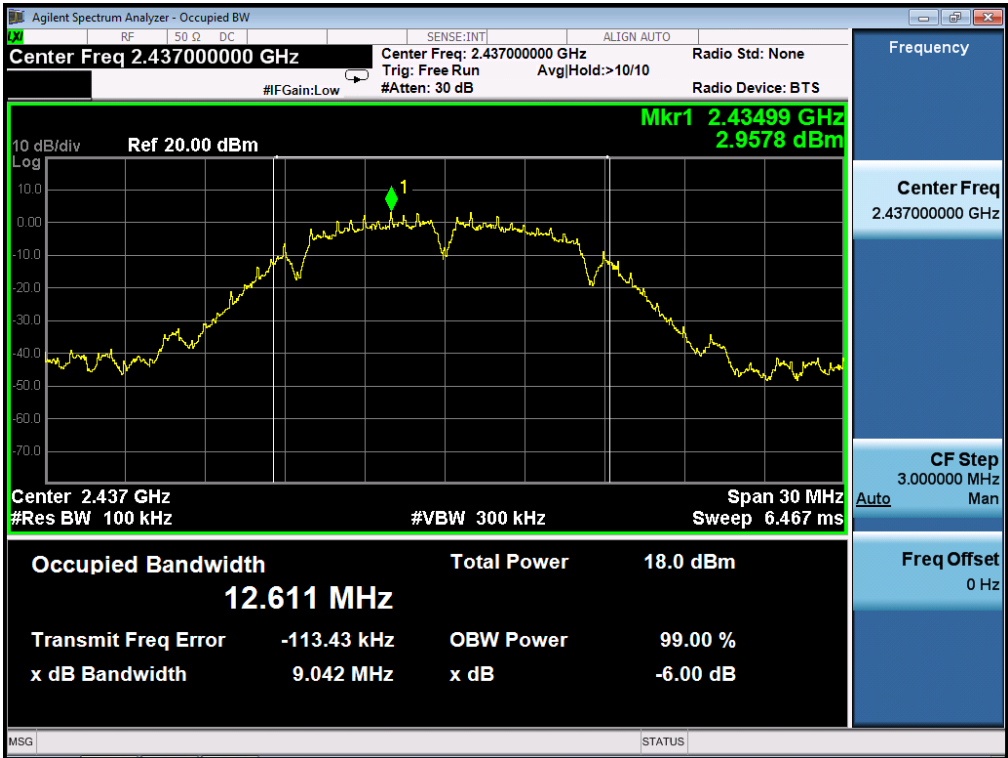 Agilent Spectrum Analyzer - Occupied BW
LXI RF 50 Ω DC SENSE:INT ALIGN AUTO
Center Freq 2.437000000 GHz
#IFGain:Low
Center Freq: 2.437000000 GHz
Trig: Free Run Avg|Hold:>10/10
#Atten: 30 dB
Radio Std: None
Radio Device: BTS
Mkr1 2.43499 GHz
2.9578 dBm
10 dB/div Ref 20.00 dBm
Log
10.0
0.00
-10.0
-20.0
-30.0
-40.0
-50.0
-60.0
-70.0
1
Center 2.437 GHz Span 30 MHz
#Res BW 100 kHz #VBW 300 kHz Sweep 6.467 ms
Occupied Bandwidth Total Power 18.0 dBm
12.611 MHz
Transmit Freq Error -113.43 kHz OBW Power 99.00 %
x dB Bandwidth 9.042 MHz x dB -6.00 dB
MSG STATUS
Frequency
Center Freq
2.437000000 GHz
CF Step
3.000000 MHz
Auto Man
Freq Offset
0 Hz